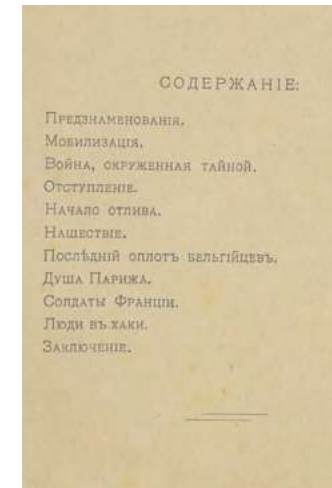 СОДЕРЖАНІЕ:
Предзнаменованія.
Мобилизація.
Война, окруженная тайной.
Отступленіе.
Начало отлива.
Нашествіе.
Послѣдній оплотъ бельгійцевъ.
Душа Парижа.
Солдаты Франціи.
Люди въ хаки.
Заключеніе.